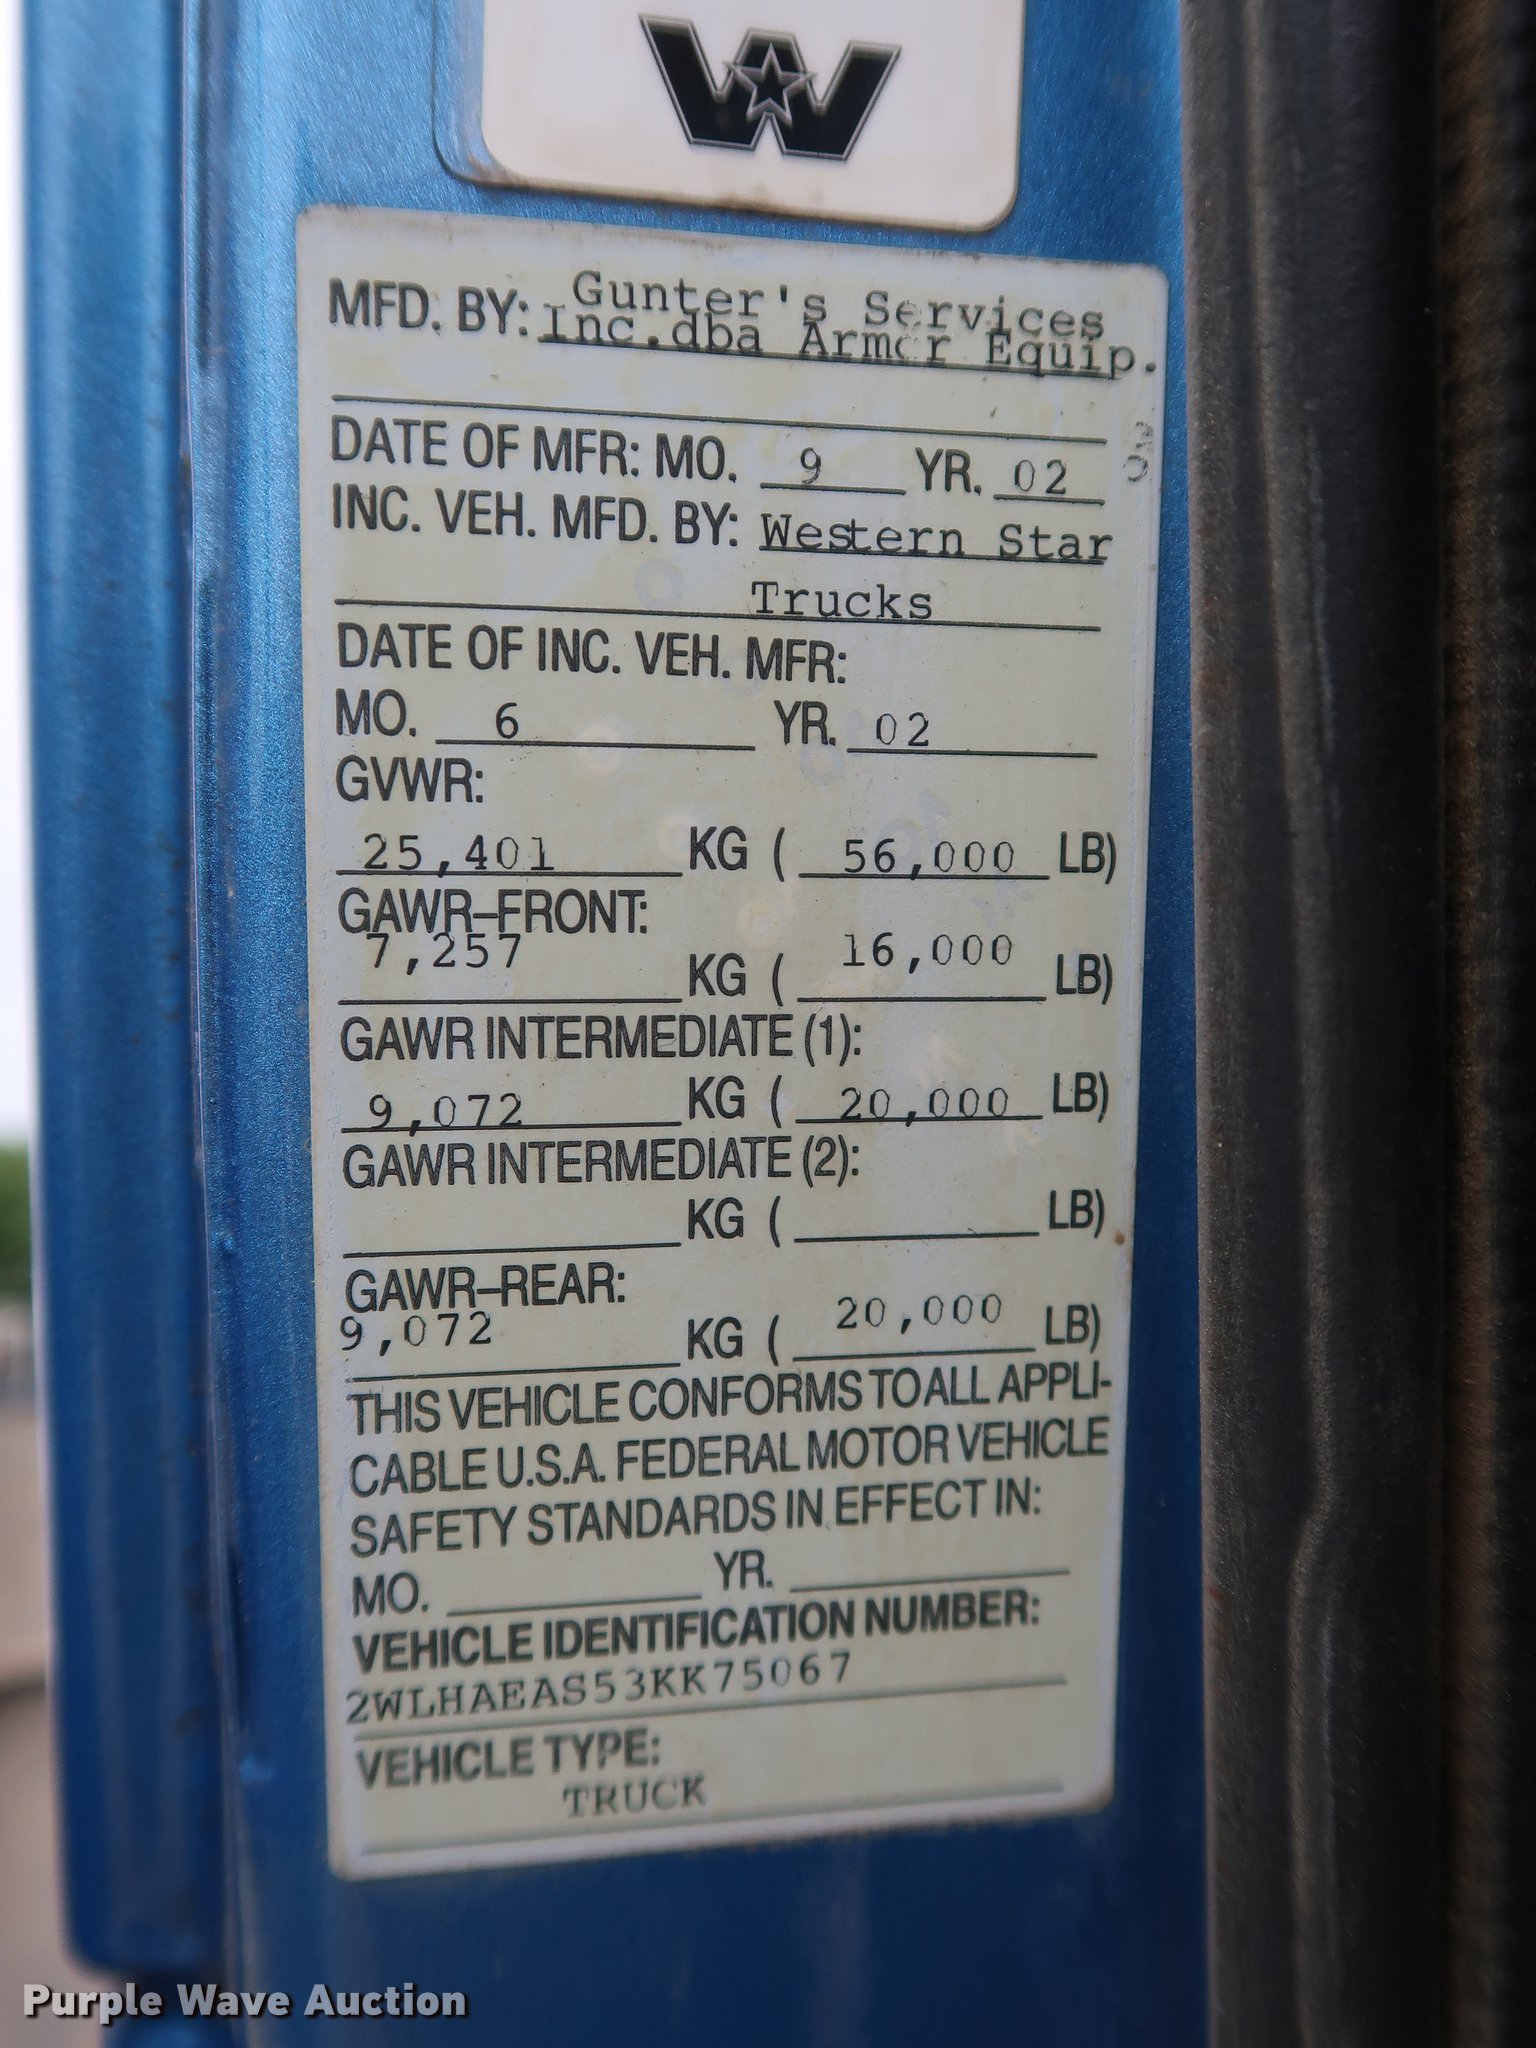 W
MFD. BY: Gunter's Services
Inc.dba Armor Equip.
DATE OF MFR: MO. 9 YR. 02
INC. VEH. MFD. BY: Western Star
Trucks
DATE OF INC. VEH. MFR:
MO. 6 YR. 02
GVWR:
25,401 KG ( 56,000 LB)
GAWR-FRONT:
7,257 KG ( 16,000 LB)
GAWR INTERMEDIATE (1):
9,072 KG ( 20,000 LB)
GAWR INTERMEDIATE (2):
KG ( LB)
GAWR-REAR:
9,072 KG ( 20,000 LB)
THIS VEHICLE CONFORMS TO ALL APPLI-
CABLE U.S.A. FEDERAL MOTOR VEHICLE
SAFETY STANDARDS IN EFFECT IN:
MO. YR.
VEHICLE IDENTIFICATION NUMBER:
2WLHAEAS53KK75067
VEHICLE TYPE:
TRUCK
Purple Wave Auction